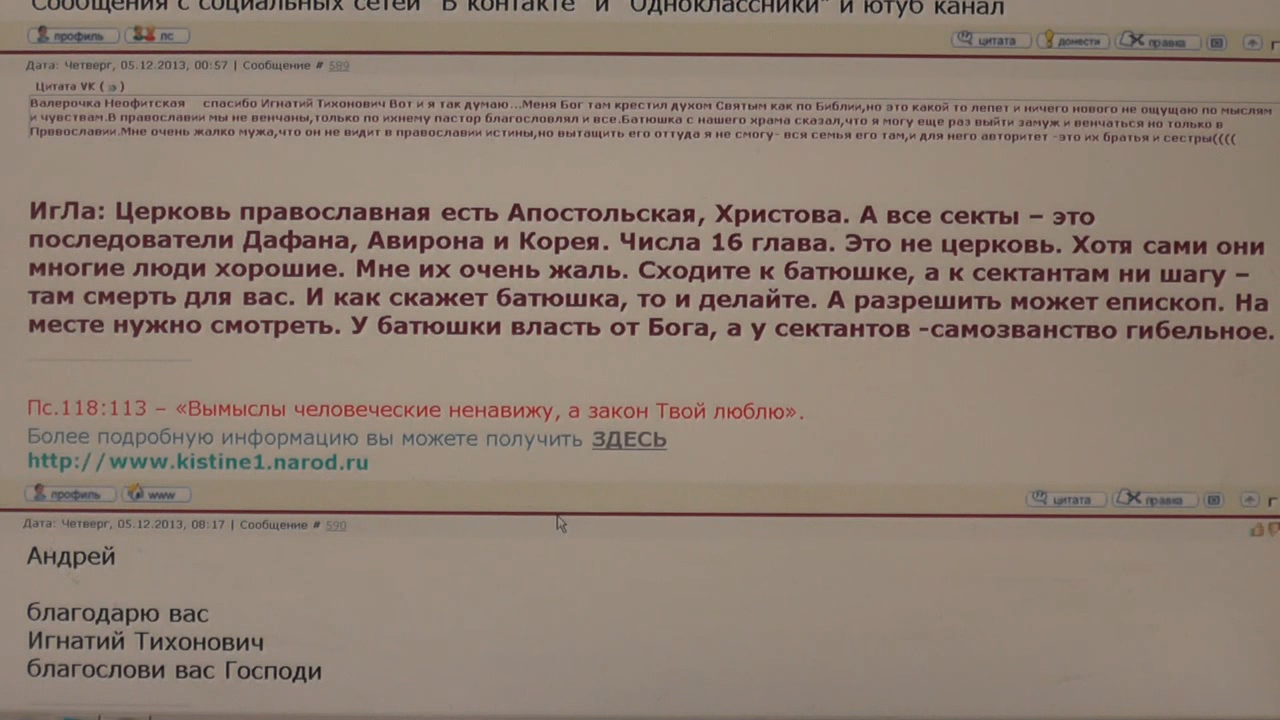 Сообщения с социальных сетей "В контакте" и "Одноклассники" и ютуб канал
профиль пс цитата донести правка
Дата: Четверг, 05.12.2013, 00:57 | Сообщение # 589
Цитата VK ( )
Валерочка Неофитская спасибо Игнатий Тихонович Вот и я так думаю...Меня Бог там крестил духом Святым как по Библии,но это какой то лепет и ничего нового не ощущаю по мыслям
и чувствам.В православии мы не венчаны,только по ихнему пастор благословлял и все.Батюшка с нашего храма сказал,что я могу еще раз выйти замуж и венчаться но только в
Прввославии.Мне очень жалко мужа,что он не видит в православии истины,но вытащить его оттуда я не смогу- вся семья его там,и для него авторитет -это их братья и сестры((((
ИгЛа: Церковь православная есть Апостольская, Христова. А все секты – это
последователи Дафана, Авирона и Корея. Числа 16 глава. Это не церковь. Хотя сами они
многие люди хорошие. Мне их очень жаль. Сходите к батюшке, а к сектантам ни шагу –
там смерть для вас. И как скажет батюшка, то и делайте. А разрешить может епископ. На
месте нужно смотреть. У батюшки власть от Бога, а у сектантов -самозванство гибельное.
Пс.118:113 – «Вымыслы человеческие ненавижу, а закон Твой люблю».
Более подробную информацию вы можете получить ЗДЕСЬ
http://www.kistine1.narod.ru
профиль www цитата правка
Дата: Четверг, 05.12.2013, 08:17 | Сообщение # 590
Андрей
благодарю вас
Игнатий Тихонович
благослови вас Господи